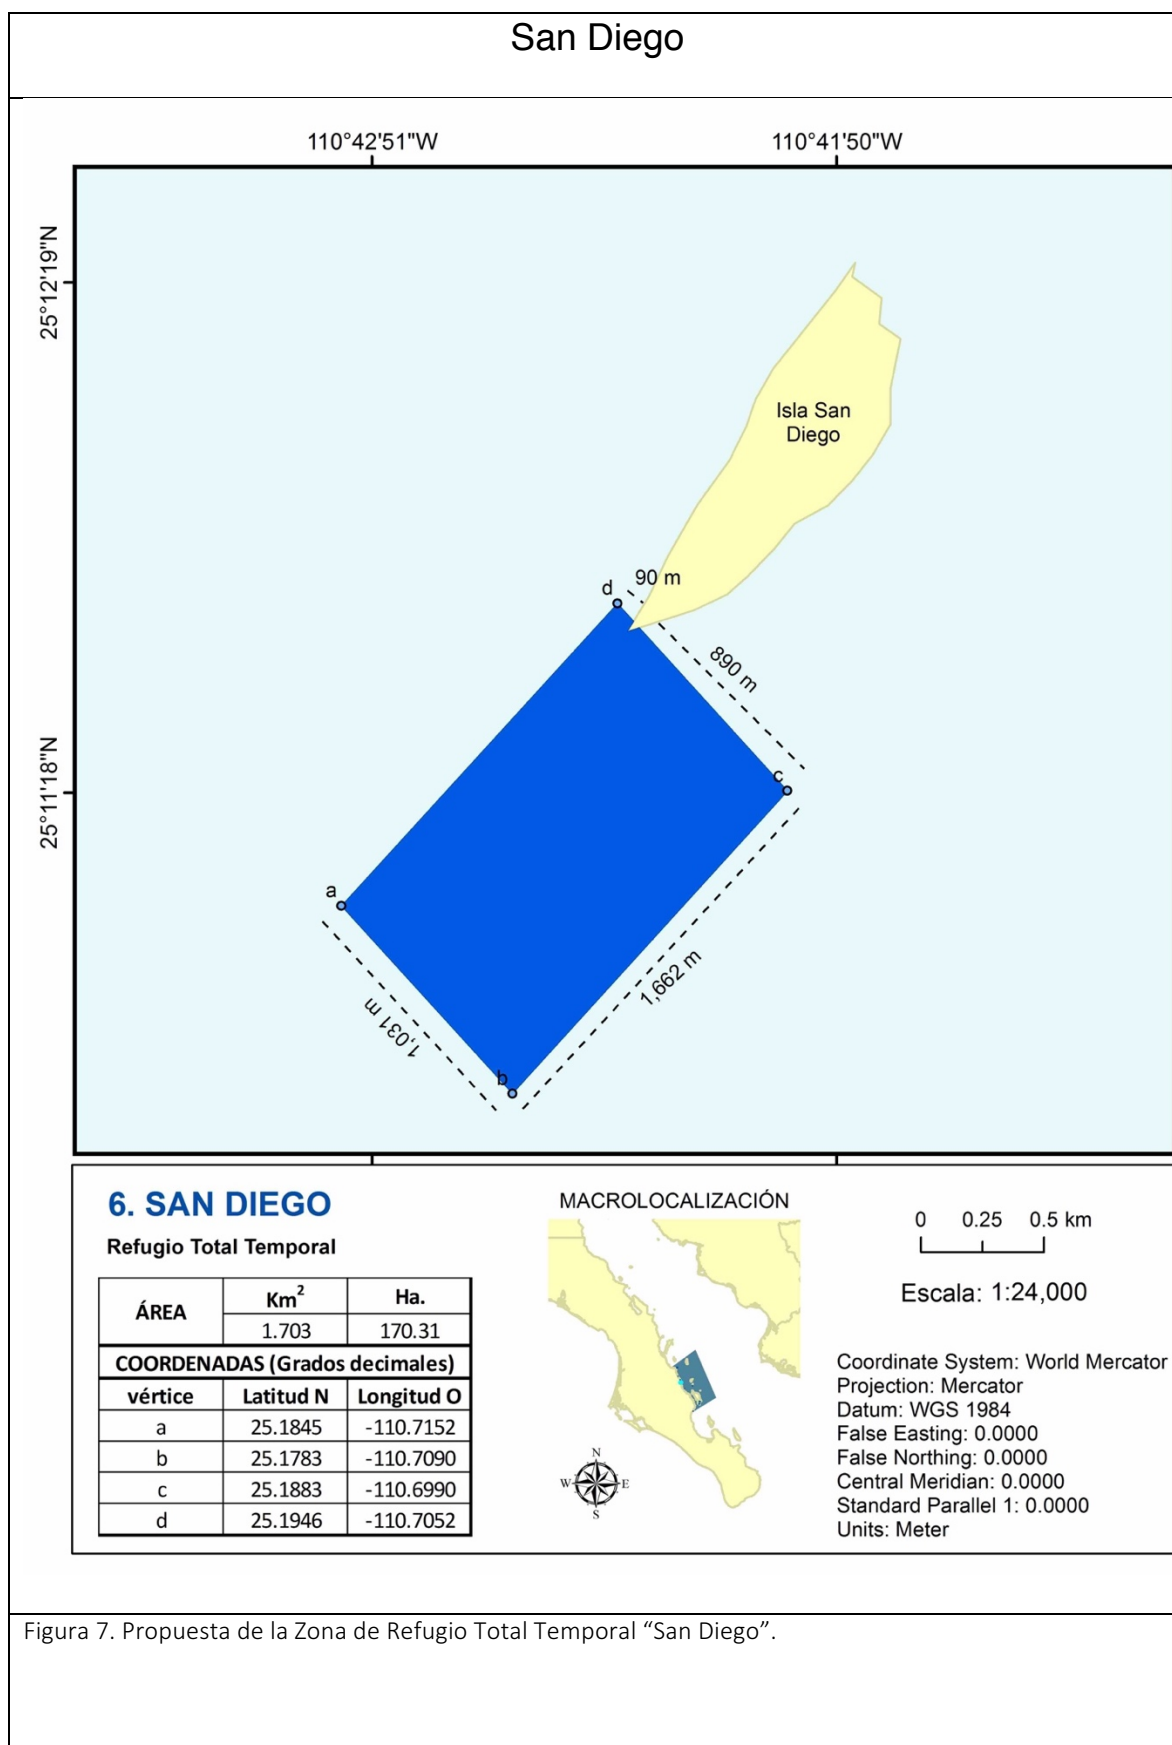 San Diego
110°42'51"W
110°41'50"W
25°12'19"N
Isla San
Diego
d
90 m
890 m
25°11'18"N
c
a
1,662 m
1,031 m
b
6. SAN DIEGO
Refugio Total Temporal
ÁREA Km² Ha.
1.703 170.31
COORDENADAS (Grados decimales)
vértice Latitud N Longitud O
a 25.1845 -110.7152
b 25.1783 -110.7090
c 25.1883 -110.6990
d 25.1946 -110.7052
MACROLOCALIZACIÓN
N
W E
S
0 0.25 0.5 km
Escala: 1:24,000
Coordinate System: World Mercator
Projection: Mercator
Datum: WGS 1984
False Easting: 0.0000
False Northing: 0.0000
Central Meridian: 0.0000
Standard Parallel 1: 0.0000
Units: Meter
Figura 7. Propuesta de la Zona de Refugio Total Temporal “San Diego”.